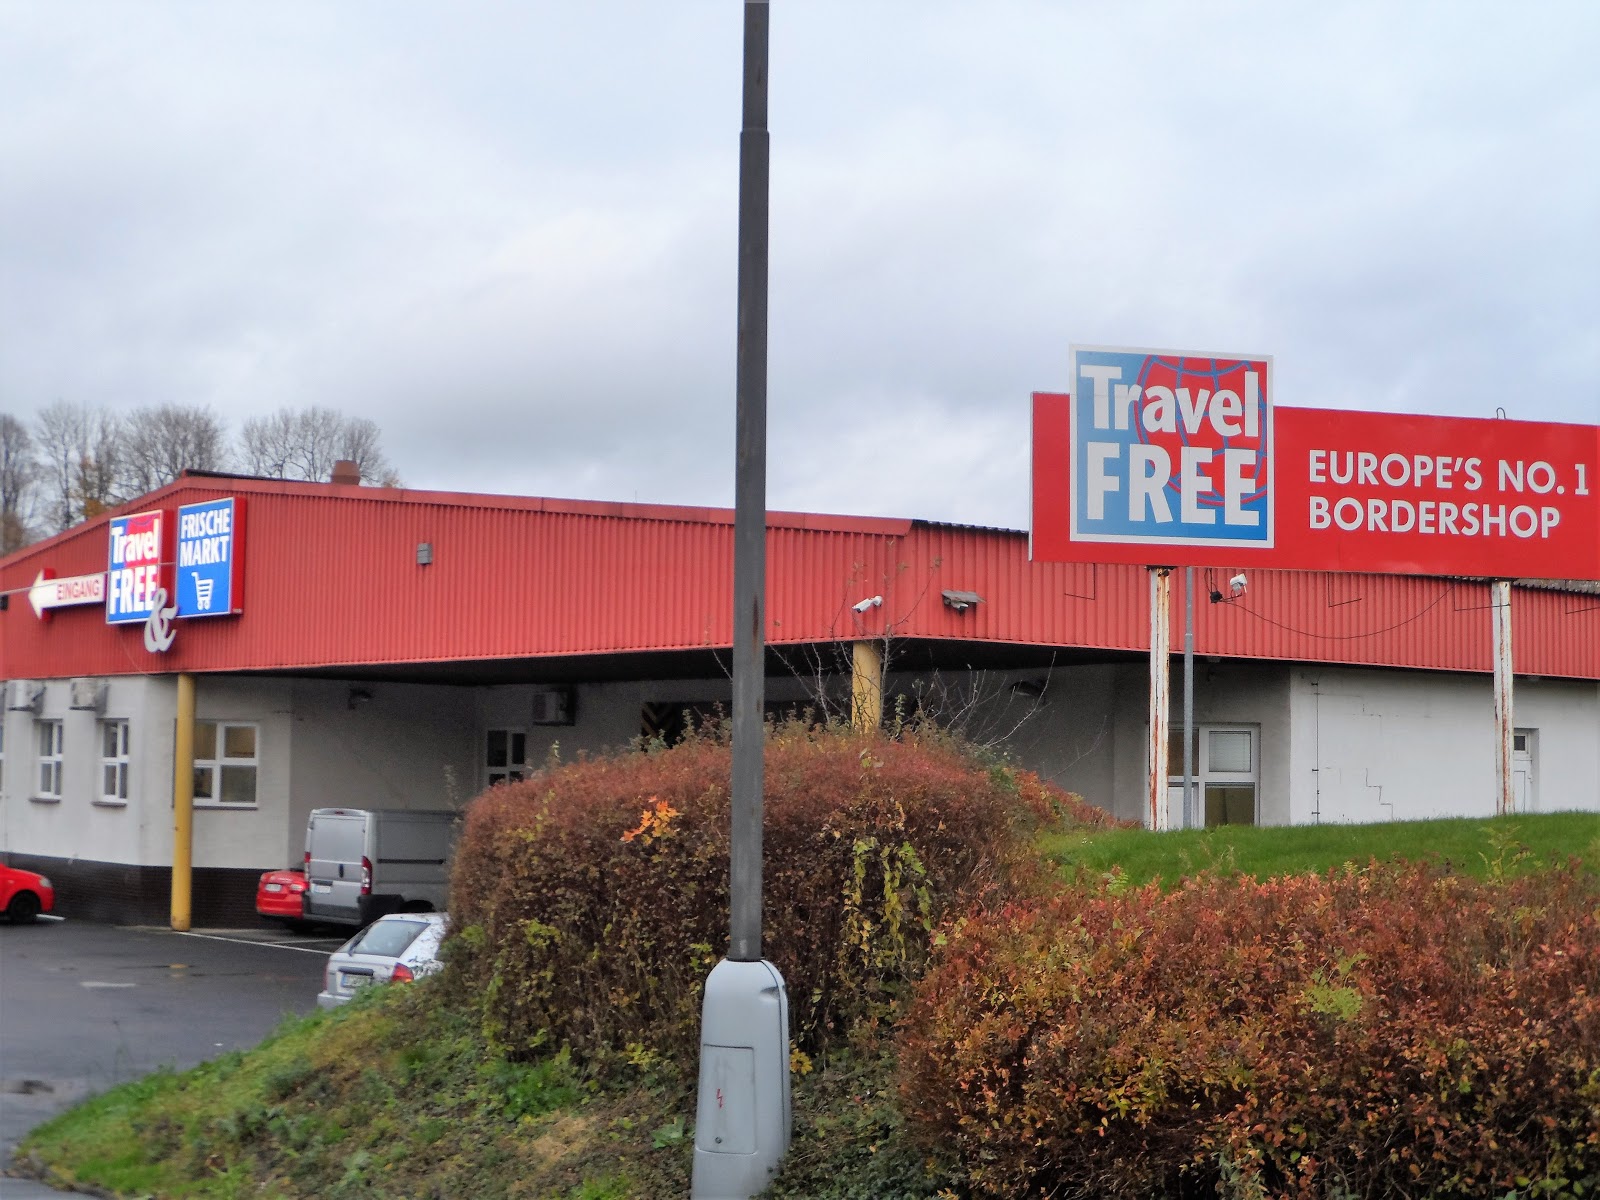 EINGANG
Travel
FREE
&
FRISCHE
MARKT
Travel
FREE
EUROPE'S NO. 1
BORDERSHOP